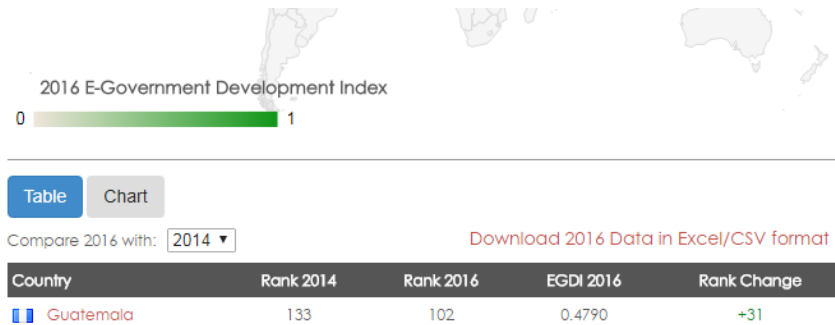 2016 E-Government Development Index
0 1
Table Chart
Compare 2016 with: 2014 ▼ Download 2016 Data in Excel/CSV format
Country Rank 2014 Rank 2016 EGDI 2016 Rank Change
Guatemala 133 102 0.4790 +31